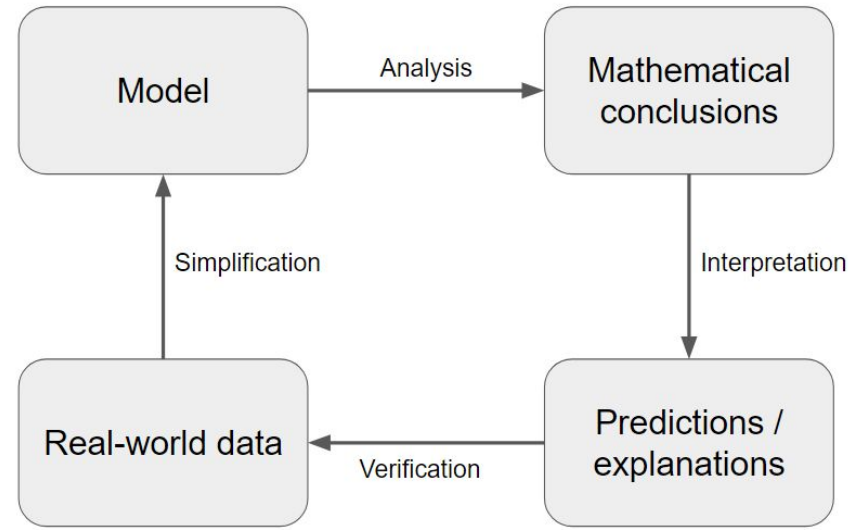 Model
Analysis
Mathematical
conclusions
Simplification
Interpretation
Real-world data
Verification
Predictions /
explanations